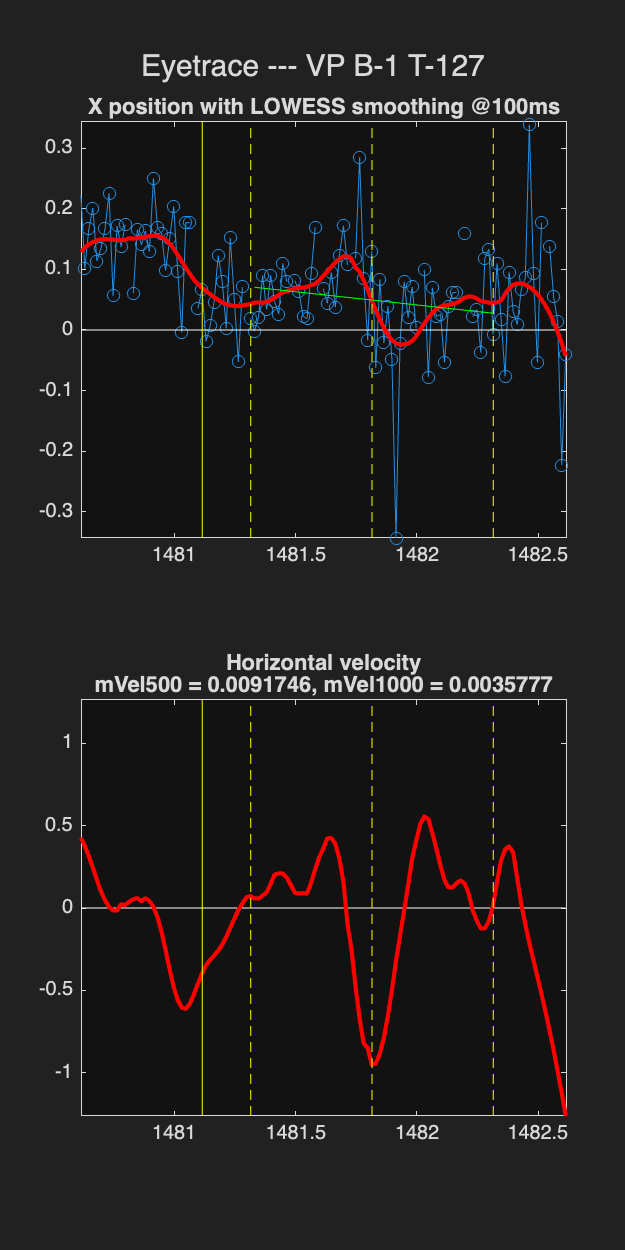 Eyetrace --- VP B-1 T-127
X position with LOWESS smoothing @100ms
0.3
0.2
0.1
0
-0.1
-0.2
-0.3
1481 1481.5 1482 1482.5
Horizontal velocity
mVel500 = 0.0091746, mVel1000 = 0.0035777
1
0.5
0
-0.5
-1
1481 1481.5 1482 1482.5